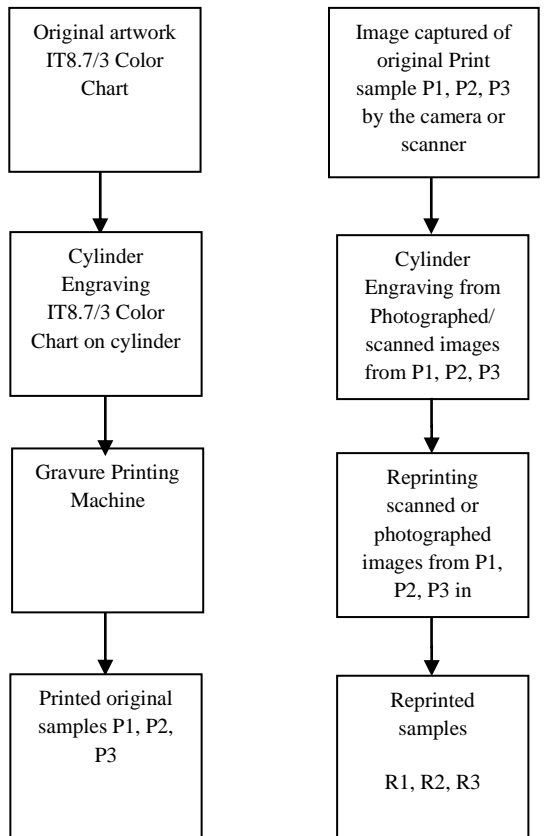 Original artwork
IT8.7/3 Color
Chart
Cylinder
Engraving
IT8.7/3 Color
Chart on cylinder
Gravure Printing
Machine
Printed original
samples P1, P2,
P3
Image captured of
original Print
sample P1, P2, P3
by the camera or
scanner
Cylinder
Engraving from
Photographed/
scanned images
from P1, P2, P3
Reprinting
scanned or
photographed
images from P1,
P2, P3 in
Reprinted
samples
R1, R2, R3